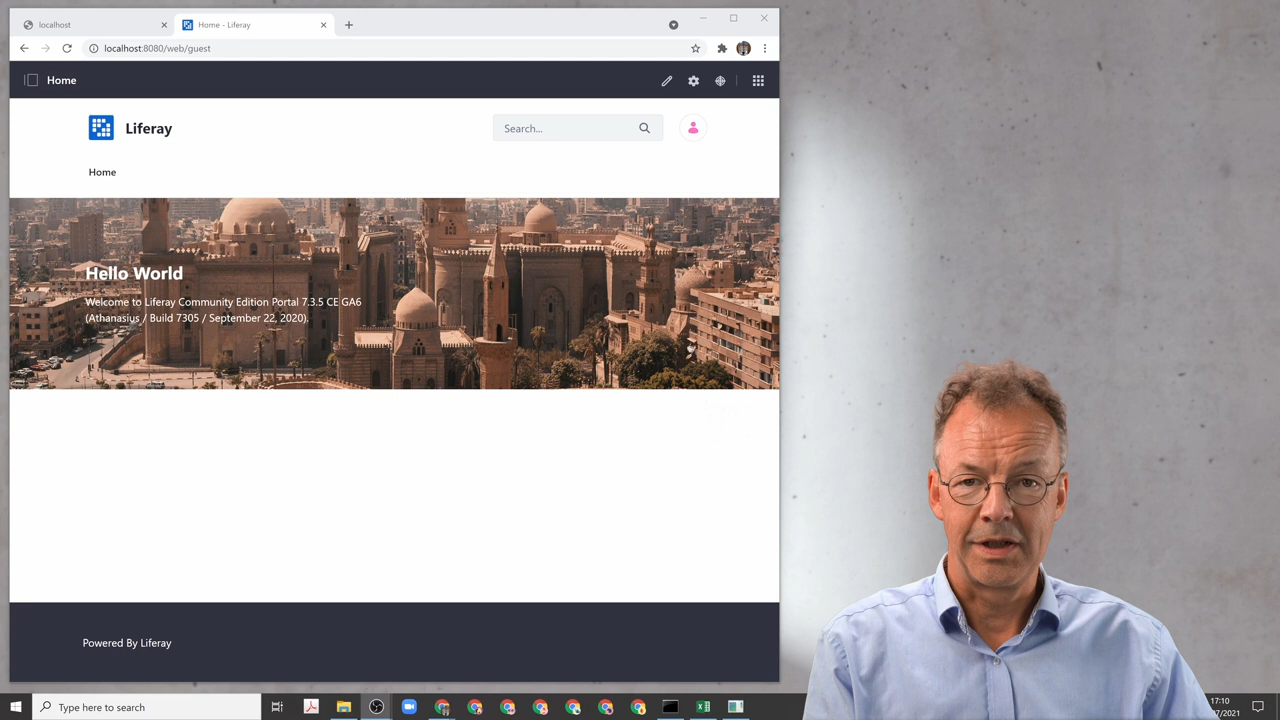 localhost
Home - Liferay
localhost:8080/web/guest
Home
Liferay
Search...
Home
Hello World
Welcome to Liferay Community Edition Portal 7.3.5 CE GA6
(Athanasius / Build 7305 / September 22, 2020).
Powered By Liferay
Type here to search
17:10
/2021